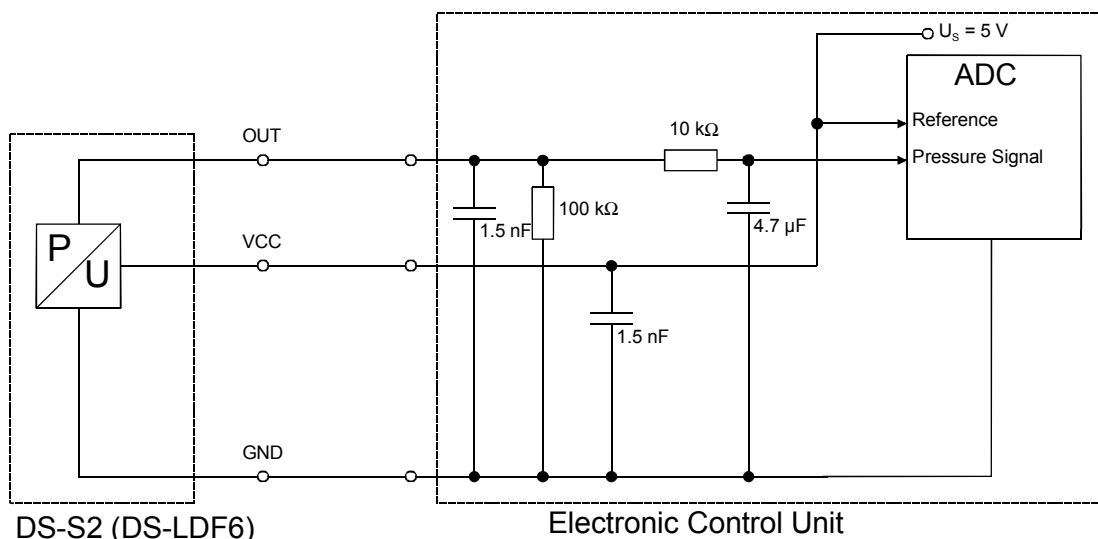 U_S = 5 V
ADC
OUT
10 kΩ
Reference
Pressure Signal
100 kΩ
1.5 nF
4.7 µF
VCC
P
U
1.5 nF
GND
DS-S2 (DS-LDF6)
Electronic Control Unit